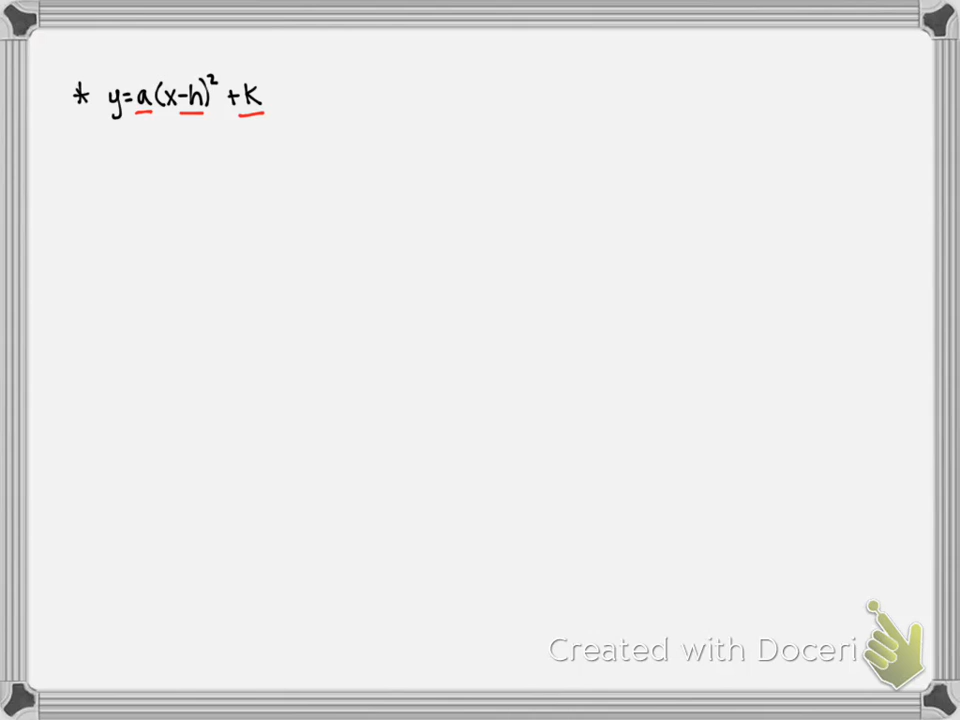 * y=a(x-h)² +k
Created with Doceri